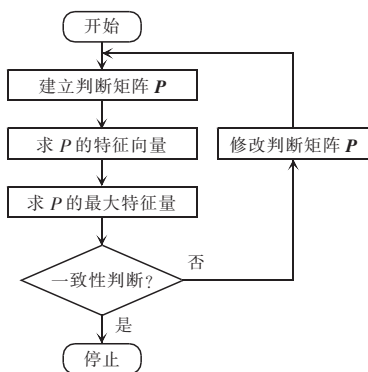 开始
建立判断矩阵 P
求 P 的特征向量
修改判断矩阵 P
求 P 的最大特征量
一致性判断?
否
是
停止